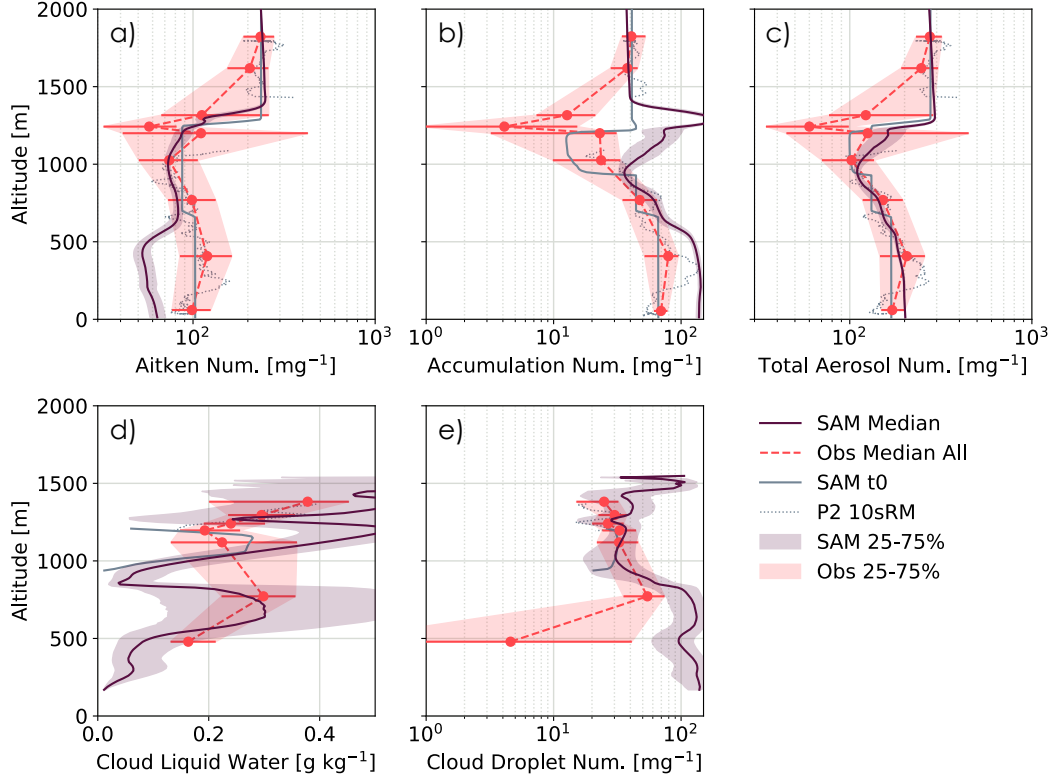 a)
b)
c)
2000
1500
1000
500
0
Altitude [m]
10²
10³
Aitken Num. [mg⁻¹]
10⁰
10¹
10²
Accumulation Num. [mg⁻¹]
10²
10³
Total Aerosol Num. [mg⁻¹]
d)
e)
2000
1500
1000
500
0
Altitude [m]
0.0
0.2
0.4
Cloud Liquid Water [g kg⁻¹]
10⁰
10¹
10²
Cloud Droplet Num. [mg⁻¹]
SAM Median
Obs Median All
SAM t0
P2 10sRM
SAM 25-75%
Obs 25-75%